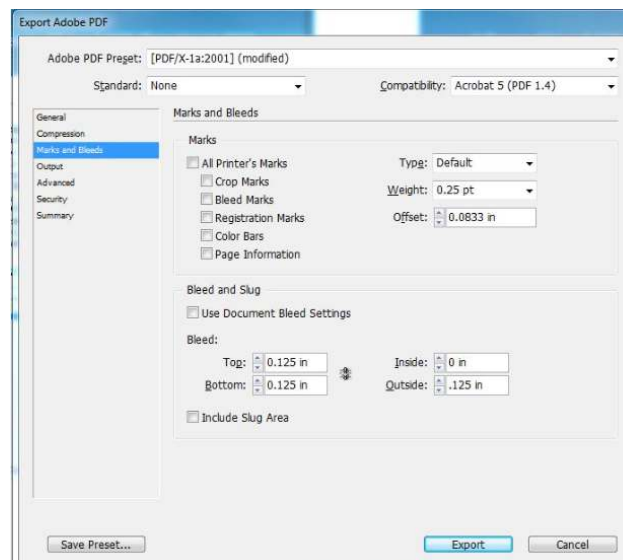 Export Adobe PDF
Adobe PDF Preset: [PDF/X-1a:2001] (modified)
Standard: None Compatibility: Acrobat 5 (PDF 1.4)
General
Compression
Marks and Bleeds
Output
Advanced
Security
Summary
Marks and Bleeds
Marks
All Printer's Marks
Crop Marks
Bleed Marks
Registration Marks
Color Bars
Page Information
Type: Default
Weight: 0.25 pt
Offset: 0.0833 in
Bleed and Slug
Use Document Bleed Settings
Bleed:
Top: 0.125 in Inside: 0 in
Bottom: 0.125 in Outside: .125 in
Include Slug Area
Save Preset... Export Cancel